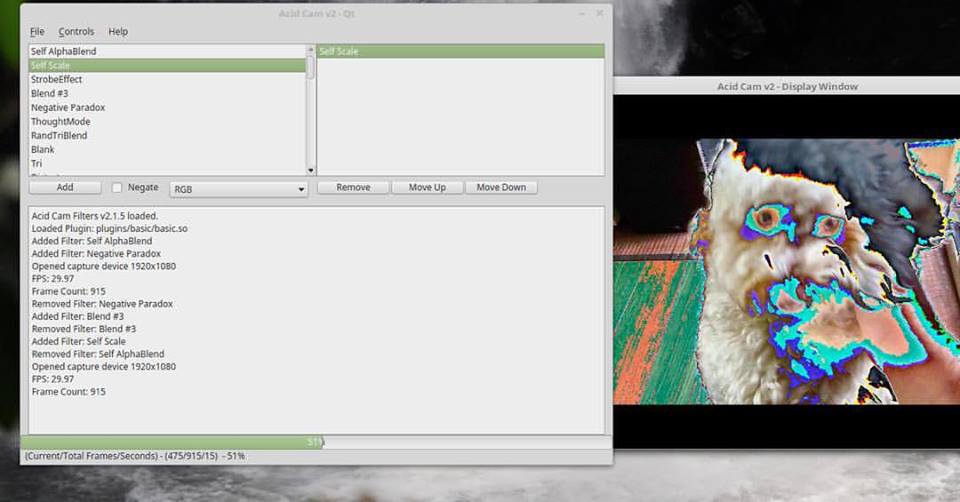 Acid Cam v2 - Qt
File Controls Help
Self AlphaBlend
Self Scale
StrobeEffect
Blend #3
Negative Paradox
ThoughtMode
RandTriBlend
Blank
Tri
Self Scale
Add Negate RGB Remove Move Up Move Down
Acid Cam Filters v2.1.5 loaded.
Loaded Plugin: plugins/basic/basic.so
Added Filter: Self AlphaBlend
Added Filter: Negative Paradox
Opened capture device 1920x1080
FPS: 29.97
Frame Count: 915
Removed Filter: Negative Paradox
Added Filter: Blend #3
Removed Filter: Blend #3
Added Filter: Self Scale
Removed Filter: Self AlphaBlend
Opened capture device 1920x1080
FPS: 29.97
Frame Count: 915
51%
(Current/Total Frames/Seconds) - (475/915/15) - 51%
Acid Cam v2 - Display Window